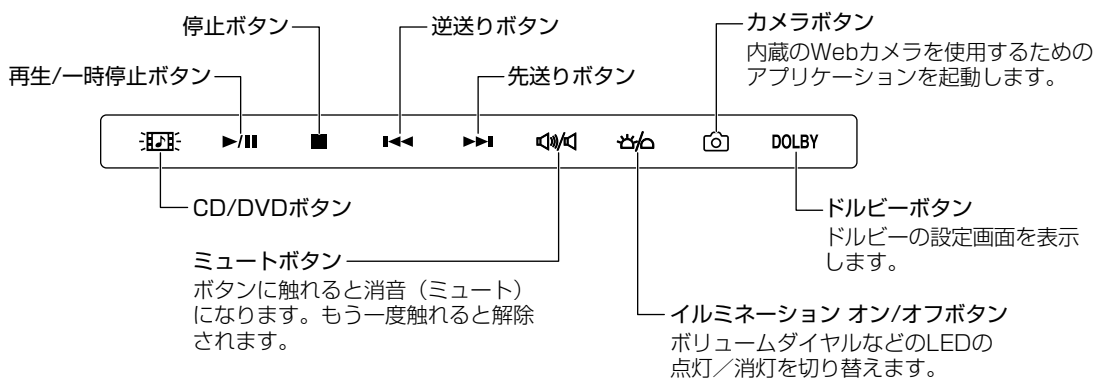 停止ボタン
逆送りボタン
カメラボタン
内蔵のWebカメラを使用するための
アプリケーションを起動します。
再生/一時停止ボタン
先送りボタン
DOLBY
CD/DVDボタン
ドルビーボタン
ドルビーの設定画面を表示
します。
ミュートボタン
ボタンに触れると消音（ミュート）
になります。もう一度触れると解除
されます。
イルミネーション オン/オフボタン
ボリュームダイヤルなどのLEDの
点灯／消灯を切り替えます。